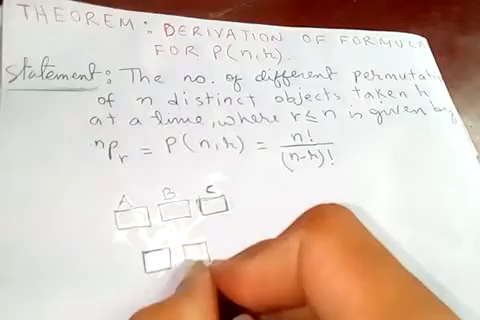 THEOREM: DERIVATION OF FORMULA
FOR P(n,r).
Statement: The no. of different permutati
of n distinct objects taken r
at a time, where r≤n is given by
ⁿPᵣ = P(n,r) = n!/(n-r)!
A B C